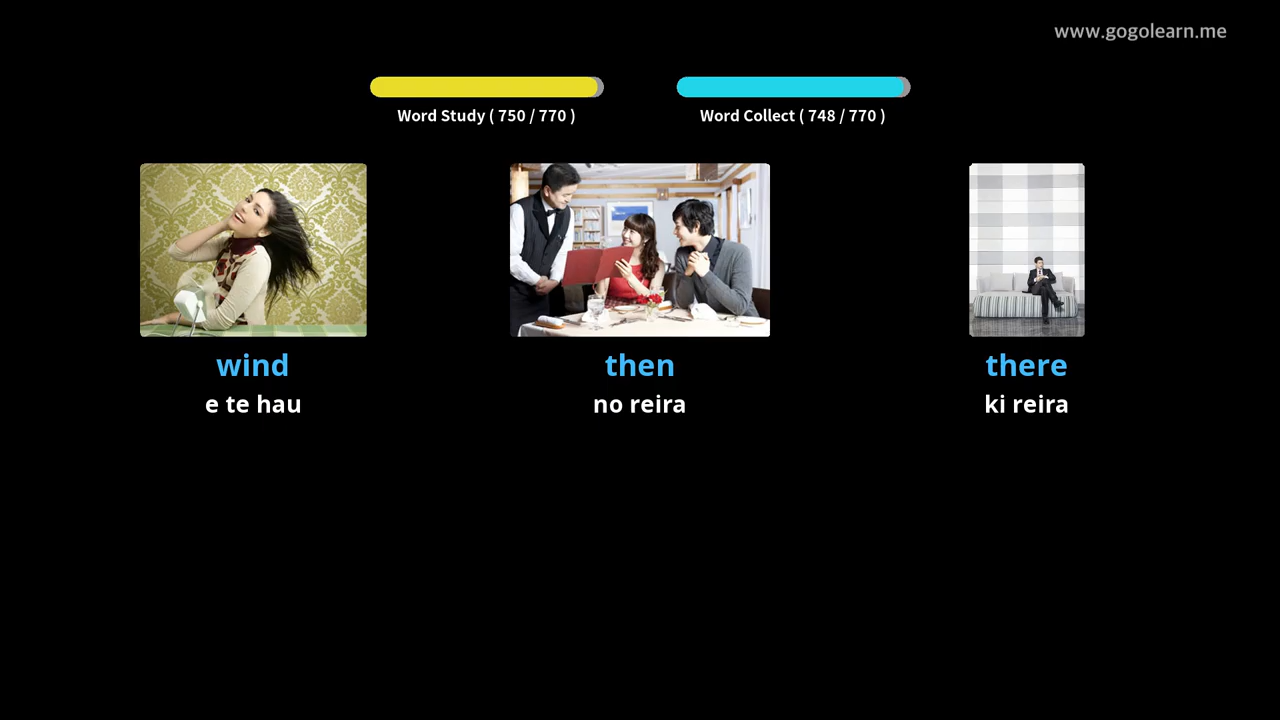 www.gogolearn.me
Word Study ( 750 / 770 )
Word Collect ( 748 / 770 )
wind
then
there
e te hau
no reira
ki reira